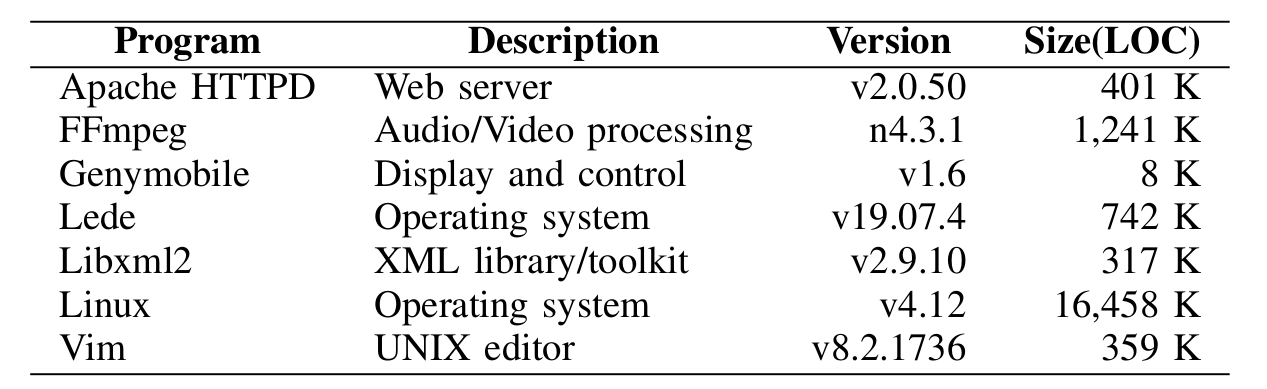 Program Description Version Size(LOC)
Apache HTTPD Web server v2.0.50 401 K
FFmpeg Audio/Video processing n4.3.1 1,241 K
Genymobile Display and control v1.6 8 K
Lede Operating system v19.07.4 742 K
Libxml2 XML library/toolkit v2.9.10 317 K
Linux Operating system v4.12 16,458 K
Vim UNIX editor v8.2.1736 359 K